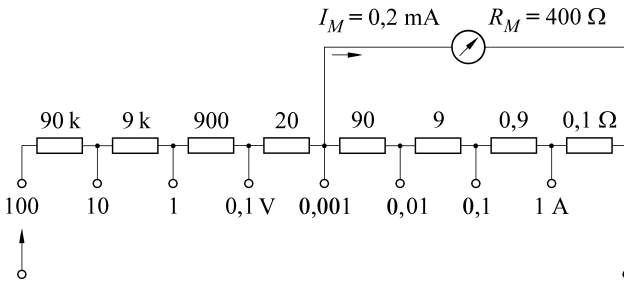 I_M = 0,2 mA R_M = 400 Ω
90 k 9 k 900 20 90 9 0,9 0,1 Ω
100 10 1 0,1 V 0,001 0,01 0,1 1 A